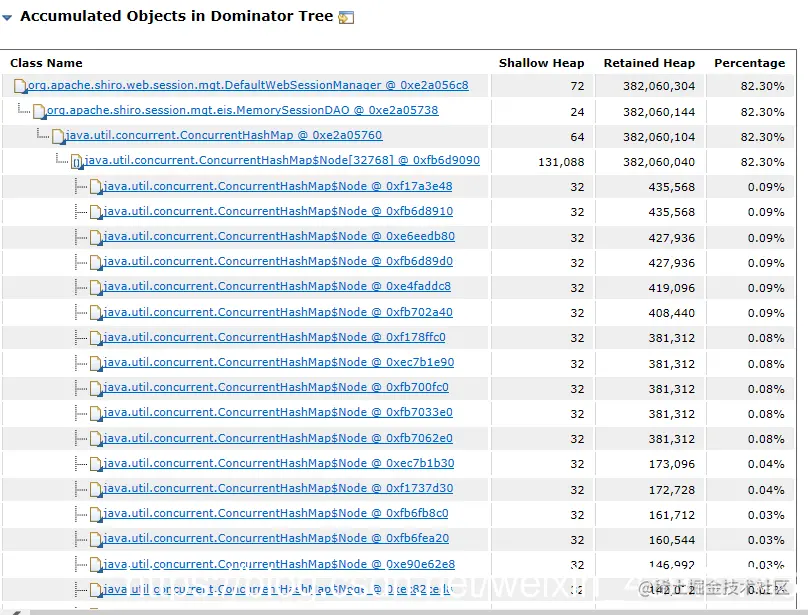 Accumulated Objects in Dominator Tree
Class Name Shallow Heap Retained Heap Percentage
org.apache.shiro.web.session.mgt.DefaultWebSessionManager @ 0xe2a056c8 72 382,060,304 82.30%
org.apache.shiro.session.mgt.eis.MemorySessionDAO @ 0xe2a05738 24 382,060,144 82.30%
java.util.concurrent.ConcurrentHashMap @ 0xe2a05760 64 382,060,104 82.30%
java.util.concurrent.ConcurrentHashMap$Node[32768] @ 0xfb6d9090 131,088 382,060,040 82.30%
java.util.concurrent.ConcurrentHashMap$Node @ 0xf17a3e48 32 435,568 0.09%
java.util.concurrent.ConcurrentHashMap$Node @ 0xfb6d8910 32 435,568 0.09%
java.util.concurrent.ConcurrentHashMap$Node @ 0xe6eedb80 32 427,936 0.09%
java.util.concurrent.ConcurrentHashMap$Node @ 0xfb6d89d0 32 427,936 0.09%
java.util.concurrent.ConcurrentHashMap$Node @ 0xe4faddc8 32 419,096 0.09%
java.util.concurrent.ConcurrentHashMap$Node @ 0xfb702a40 32 408,440 0.09%
java.util.concurrent.ConcurrentHashMap$Node @ 0xf178ffc0 32 381,312 0.08%
java.util.concurrent.ConcurrentHashMap$Node @ 0xec7b1e90 32 381,312 0.08%
java.util.concurrent.ConcurrentHashMap$Node @ 0xfb700fc0 32 381,312 0.08%
java.util.concurrent.ConcurrentHashMap$Node @ 0xfb7033e0 32 381,312 0.08%
java.util.concurrent.ConcurrentHashMap$Node @ 0xfb7062e0 32 381,312 0.08%
java.util.concurrent.ConcurrentHashMap$Node @ 0xec7b1b30 32 173,096 0.04%
java.util.concurrent.ConcurrentHashMap$Node @ 0xf1737d30 32 172,728 0.04%
java.util.concurrent.ConcurrentHashMap$Node @ 0xfb6fb8c0 32 161,712 0.03%
java.util.concurrent.ConcurrentHashMap$Node @ 0xfb6fea20 32 160,544 0.03%
java.util.concurrent.ConcurrentHashMap$Node @ 0xe90e62e8 32 146,992 0.03%
java.util.concurrent.ConcurrentHashMap$Node @ 32
@稀土掘金技术社区